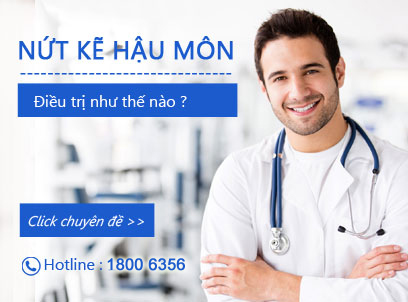 NỨT KẼ HẬU MÔN
Điều trị như thế nào ?
Click chuyên đề >>
Hotline : 1800 6356